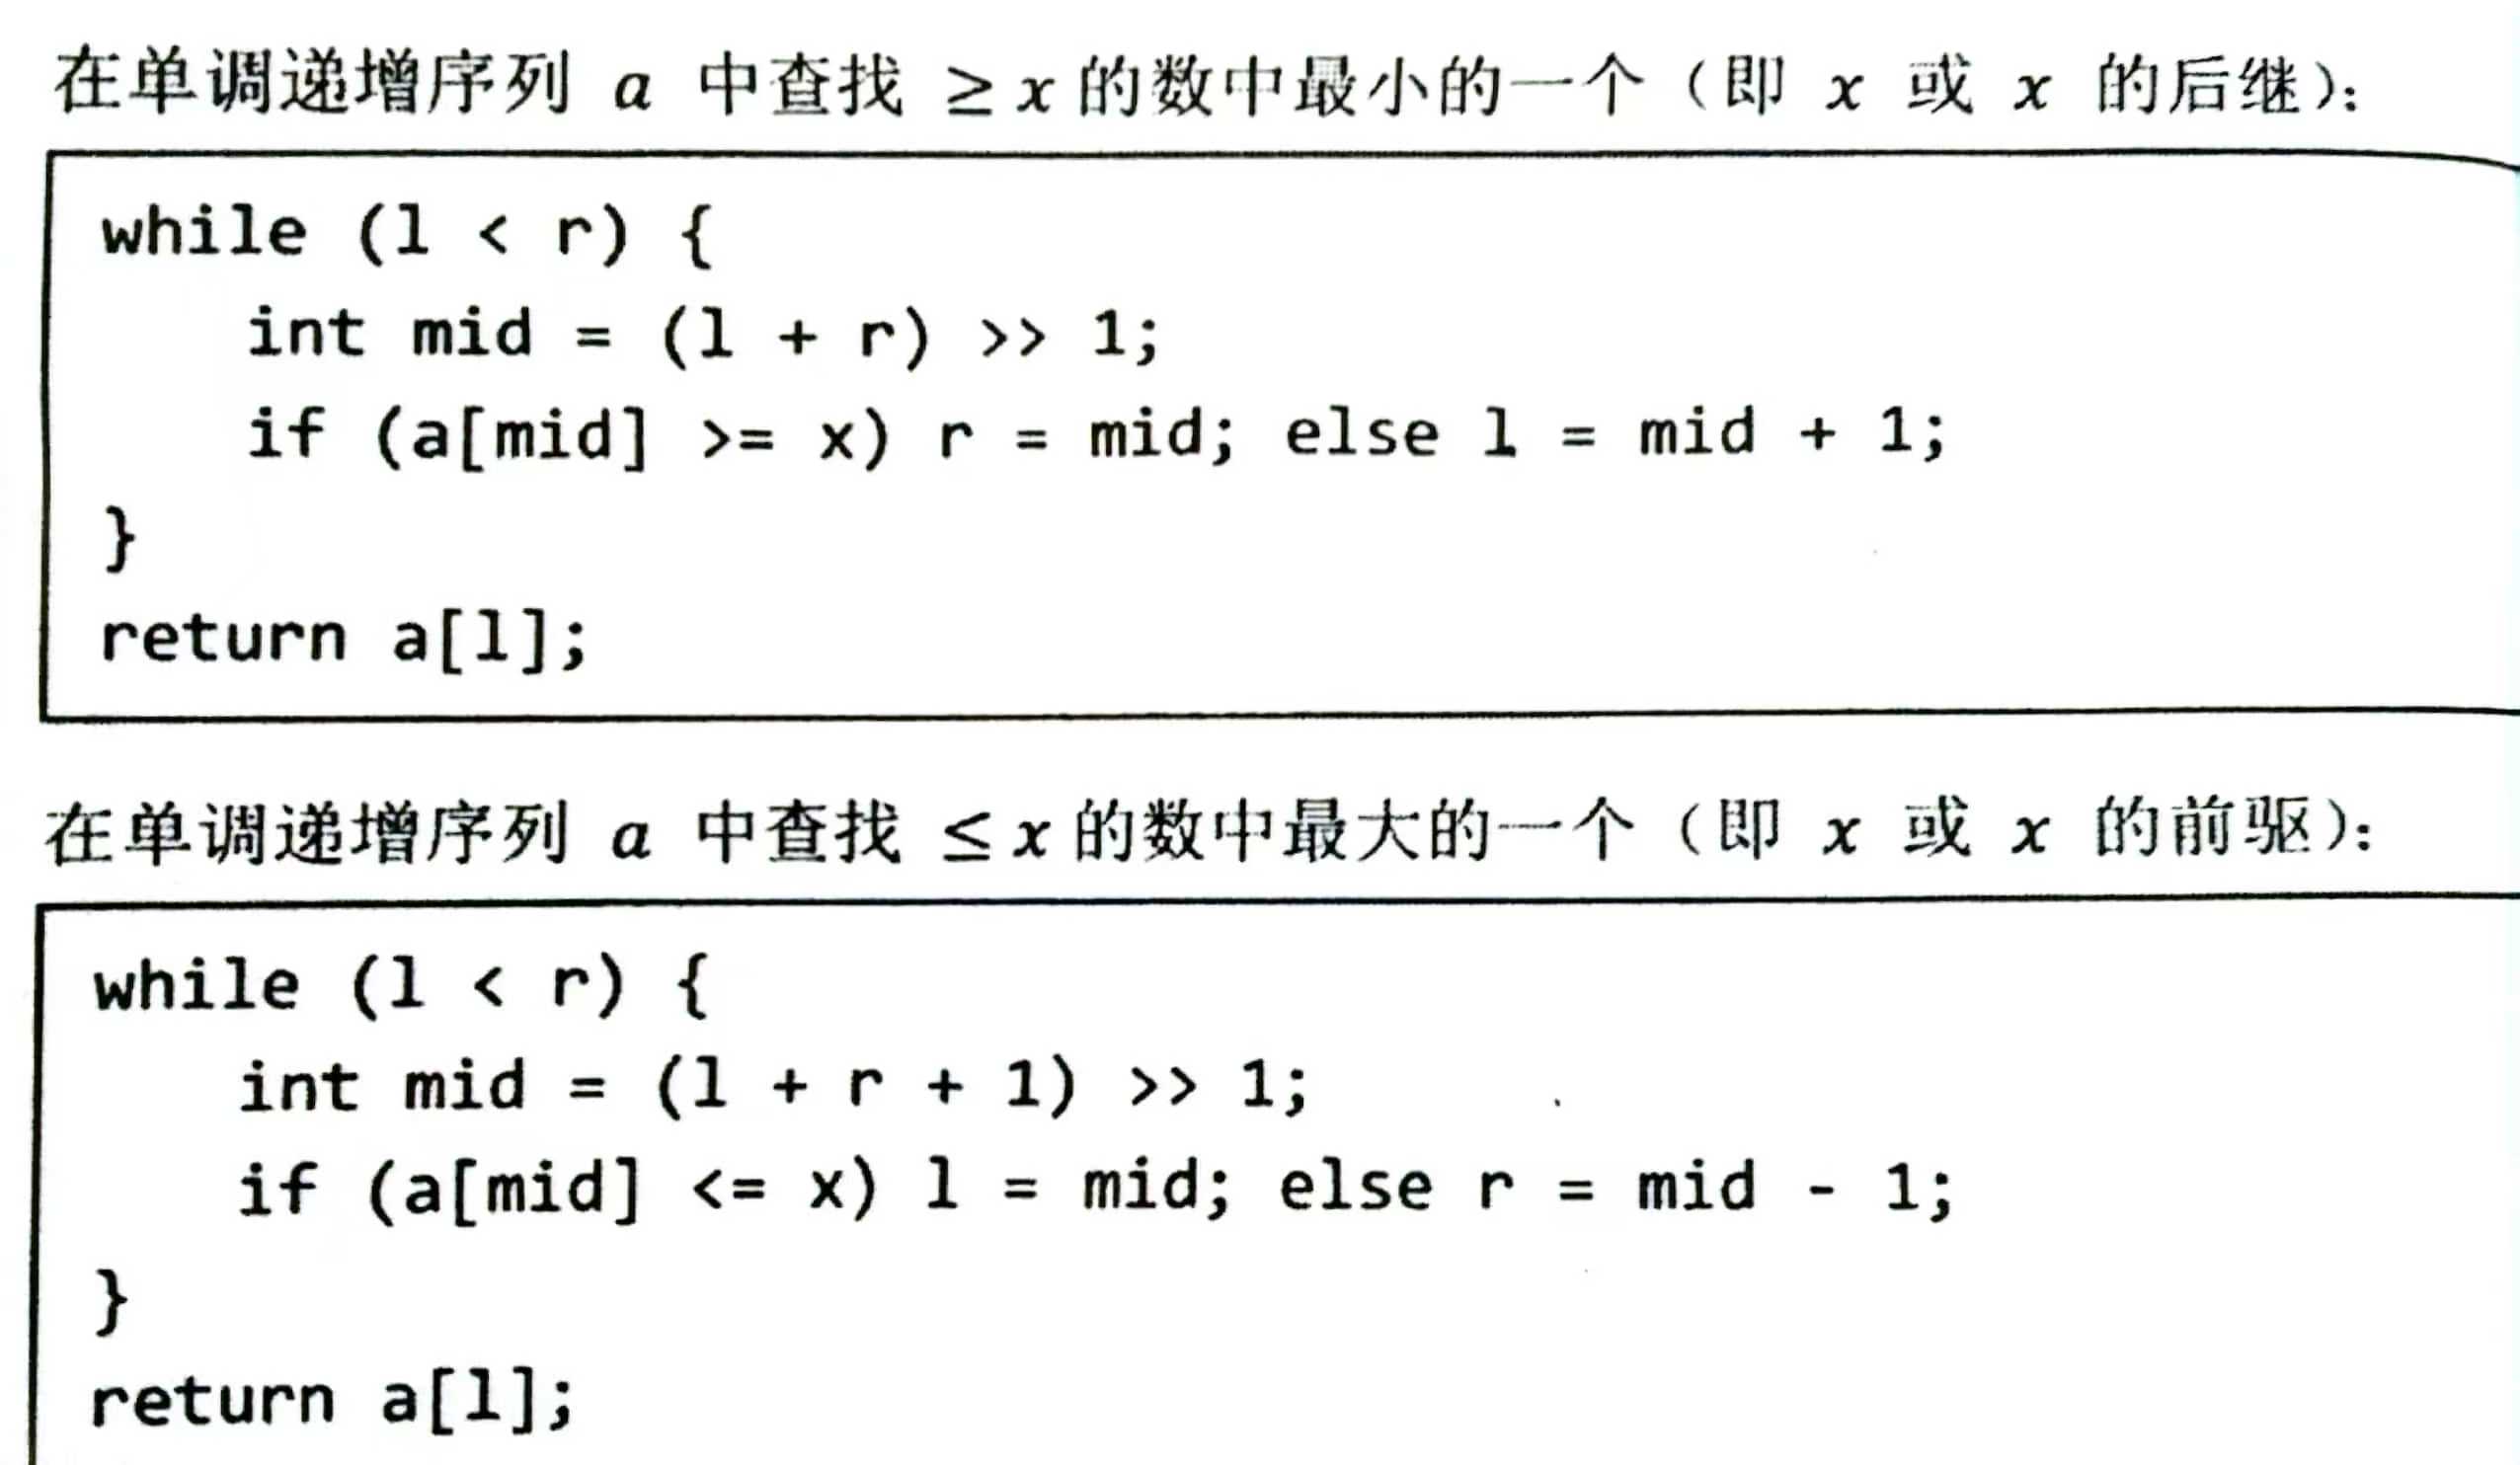 在单调递增序列 a 中查找 ≥ x 的数中最小的一个（即 x 或 x 的后继）：
while (l < r) {
    int mid = (l + r) >> 1;
    if (a[mid] >= x) r = mid; else l = mid + 1;
}
return a[l];
在单调递增序列 a 中查找 ≤ x 的数中最大的一个（即 x 或 x 的前驱）：
while (l < r) {
    int mid = (l + r + 1) >> 1;
    if (a[mid] <= x) l = mid; else r = mid - 1;
}
return a[l];